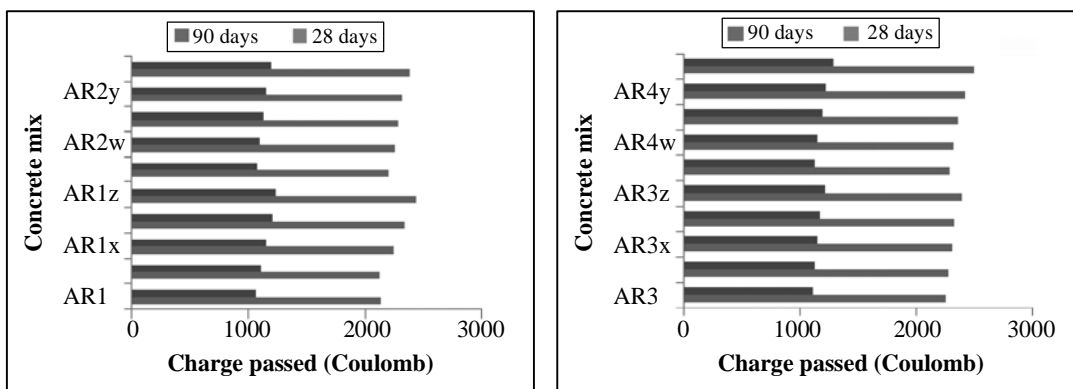 90 days 28 days
Concrete mix
AR2y
AR2w
AR1z
AR1x
AR1
0 1000 2000 3000
Charge passed (Coulomb)
90 days 28 days
Concrete mix
AR4y
AR4w
AR3z
AR3x
AR3
0 1000 2000 3000
Charge passed (Coulomb)